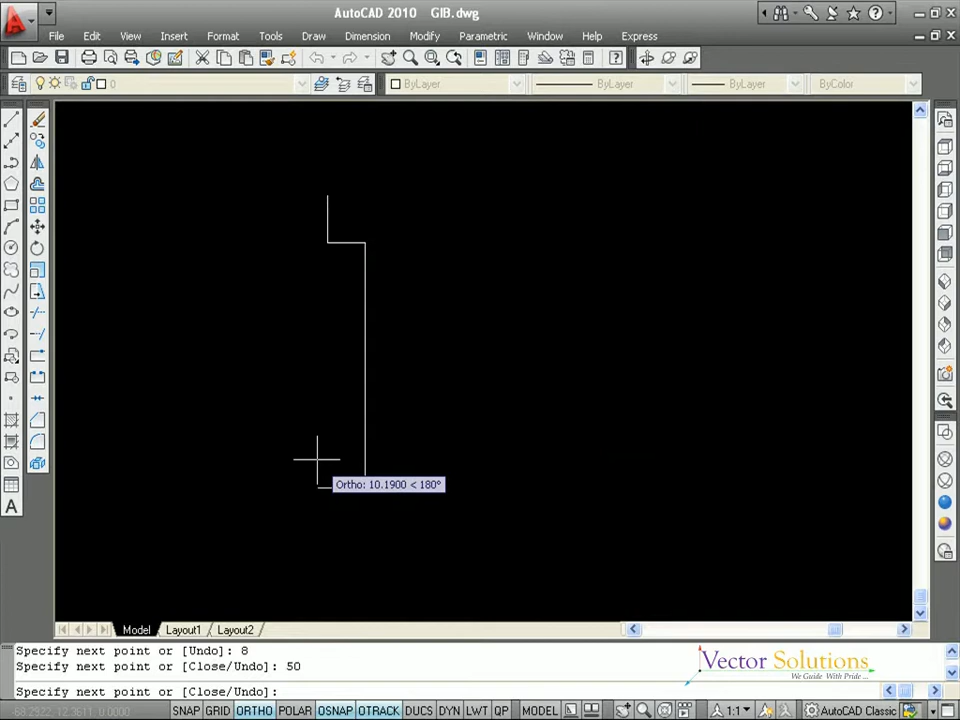 AutoCAD 2010 GIB.dwg
File Edit View Insert Format Tools Draw Dimension Modify Parametric Window Help Express
0 ByLayer ByLayer ByLayer ByColor
Ortho: 10.1900 < 180°
Model Layout1 Layout2
Specify next point or [Undo]: 8
Specify next point or [Close/Undo]: 50
Specify next point or [Close/Undo]:
Vector Solutions
We Guide With Pride ...
SNAP GRID ORTHO POLAR OSNAP OTRACK DUCS DYN LWT QP MODEL 1:1 AutoCAD Classic